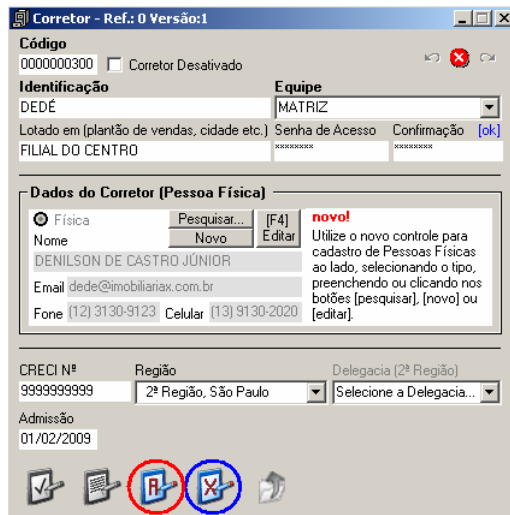 Corretor - Ref.: 0 Versão:1
Código
0000000300 Corretor Desativado
Identificação Equipe
DEDÉ MATRIZ
Lotado em (plantão de vendas, cidade etc.) Senha de Acesso Confirmação [ok]
FILIAL DO CENTRO ******** ********
Dados do Corretor (Pessoa Física)
Física Pesquisar... [F4] Editar
Nome Novo
DENILSON DE CASTRO JÚNIOR
Email dede@imobiliariax.com.br
Fone (12) 3130-9123 Celular (13) 9130-2020
novo!
Utilize o novo controle para
cadastro de Pessoas Físicas
ao lado, selecionando o tipo,
preenchendo ou clicando nos
botões [pesquisar], [novo] ou
[editar].
CRECI Nº Região Delegacia (2ª Região)
9999999999 2ª Região, São Paulo Selecione a Delegacia...
Admissão
01/02/2009
A X